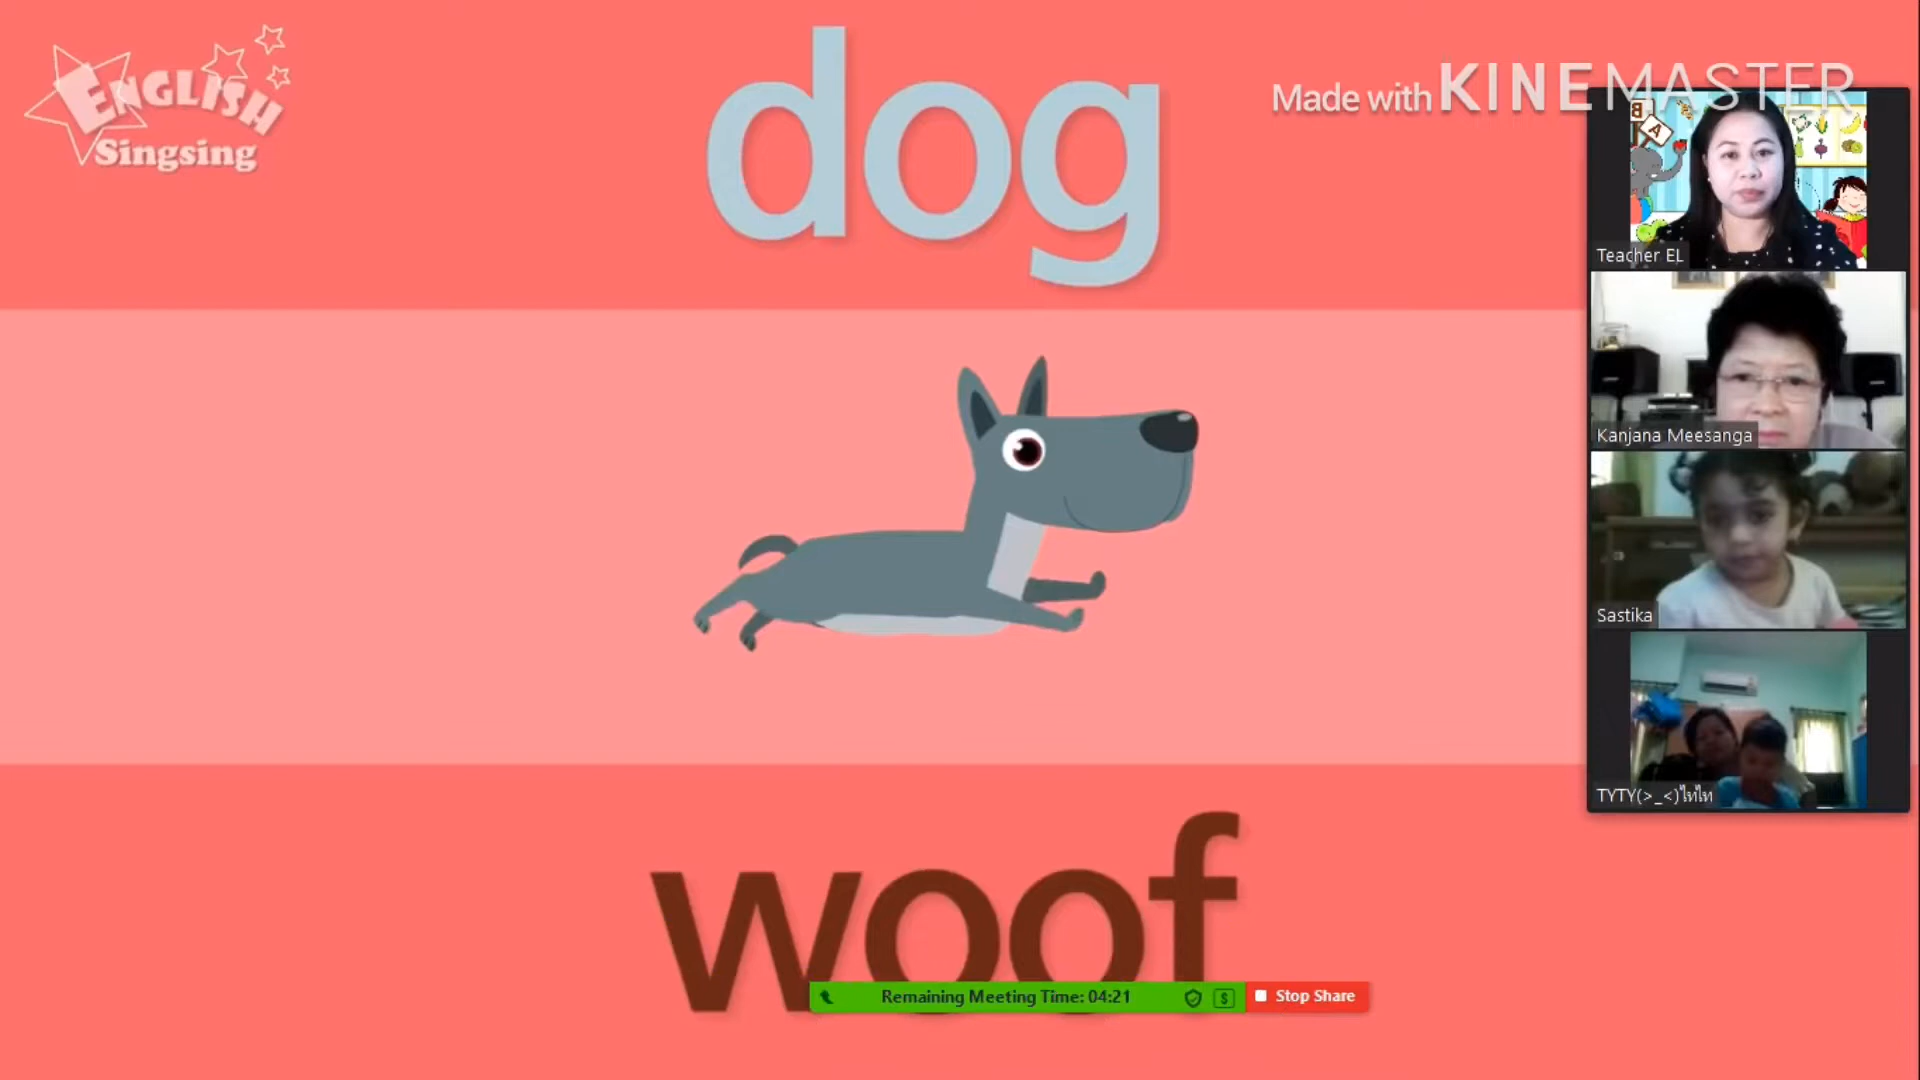 ENGLISH
Singsing
dog
Made with KINEMASTER
B
A
Teacher EL
Kanjana Meesanga
Sastika
TYTY(>_<)ไทไท
woof
Remaining Meeting Time: 04:21
$
Stop Share